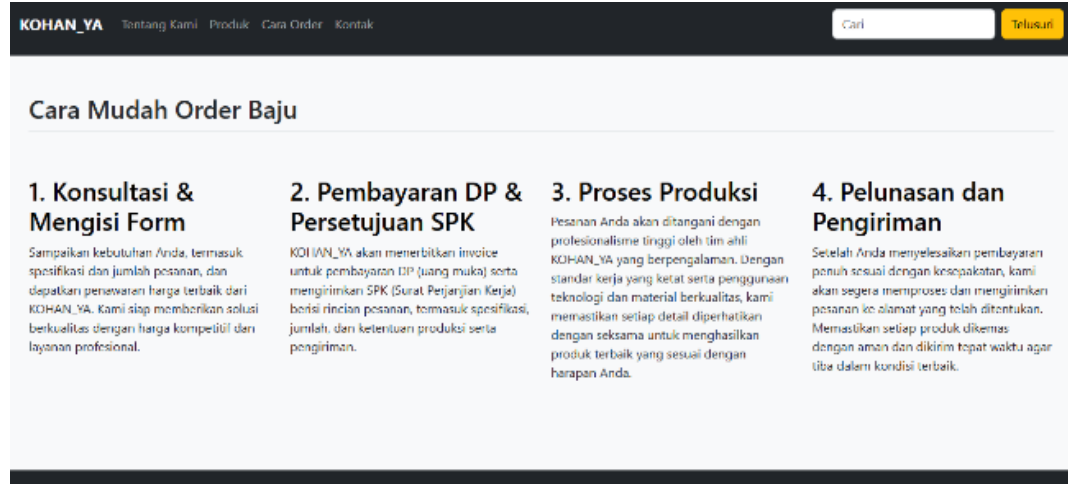 KOHAN_YA Tentang Kami Produk Cara Order Kontak Cari Telusuri
Cara Mudah Order Baju
1. Konsultasi &
Mengisi Form
Sampaikan kebutuhan Anda, termasuk
spesifikasi dan jumlah pesanan, dan
dapatkan penawaran harga terbaik dari
KOHAN_YA. Kami siap memberikan solusi
berkualitas dengan harga kompetitif dan
layanan profesional.
2. Pembayaran DP &
Persetujuan SPK
KOHAN_YA akan menerbitkan invoice
untuk pembayaran DP (uang muka) serta
mengirimkan SPK (Surat Perjanjian Kerja)
berisi rincian pesanan, termasuk spesifikasi,
jumlah, dan ketentuan produksi serta
pengiriman.
3. Proses Produksi
Pesanan Anda akan ditangani dengan
profesionalisme tinggi oleh tim ahli
KOHAN_YA yang berpengalaman. Dengan
standar kerja yang ketat serta penggunaan
teknologi dan material berkualitas, kami
memastikan setiap detail diperhatikan
dengan seksama untuk menghasilkan
produk terbaik yang sesuai dengan
harapan Anda.
4. Pelunasan dan
Pengiriman
Setelah Anda menyelesaikan pembayaran
penuh sesuai dengan kesepakatan, kami
akan segera memproses dan mengirimkan
pesanan ke alamat yang telah ditentukan.
Memastikan setiap produk dikemas
dengan aman dan dikirim tepat waktu agar
tiba dalam kondisi terbaik.